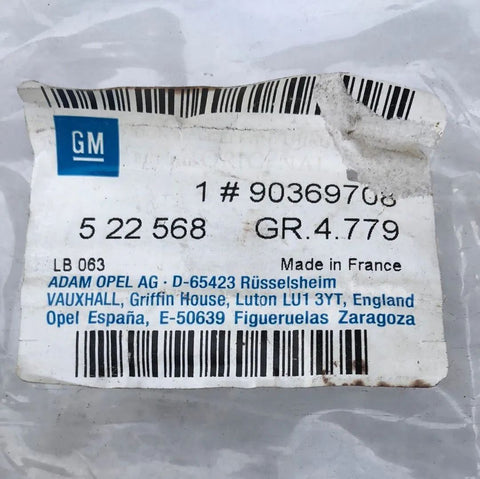 GM
1 # 90369708
5 22 568 GR.4.779
LB 063 Made in France
ADAM OPEL AG · D-65423 Rüsselsheim
VAUXHALL, Griffin House, Luton LU1 3YT, England
Opel España, E-50639 Figueruelas Zaragoza